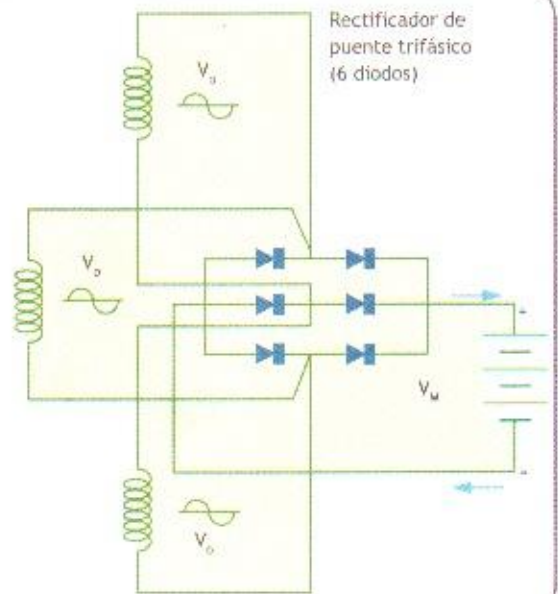 Rectificador de
puente trifásico
(6 diodos)
V
V
V
V
+
-